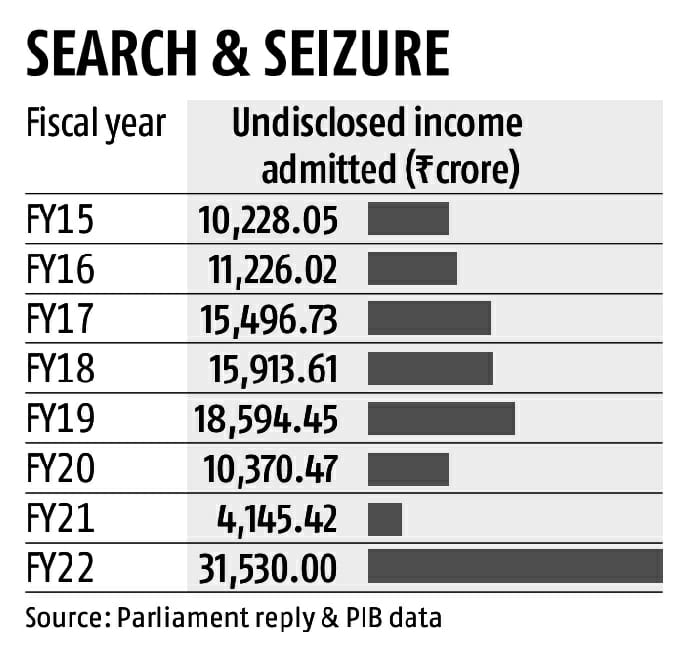 SEARCH & SEIZURE
Fiscal year Undisclosed income
admitted (₹ crore)
FY15 10,228.05
FY16 11,226.02
FY17 15,496.73
FY18 15,913.61
FY19 18,594.45
FY20 10,370.47
FY21 4,145.42
FY22 31,530.00
Source: Parliament reply & PIB data